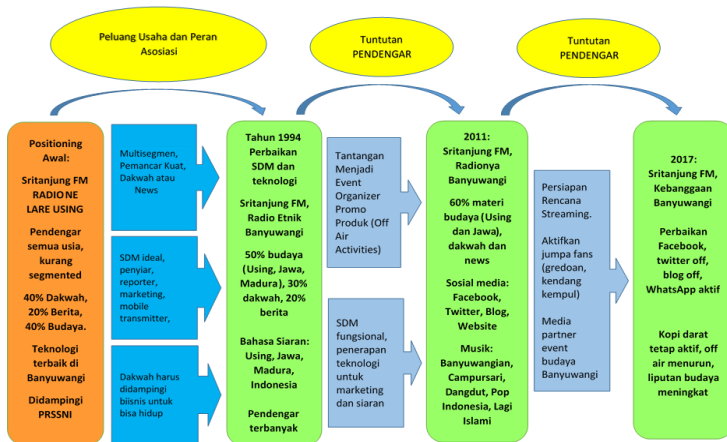 Peluang Usaha dan Peran
Asosiasi
Tuntutan
PENDENGAR
Tuntutan
PENDENGAR
Positioning
Awal:
Sritanjung FM
RADIO NE
LARE USING
Pendengar
semua usia,
kurang
segmented
40% Dakwah,
20% Berita,
40% Budaya.
Teknologi
terbaik di
Banyuwangi
Didampingi
PRSSNI
Multisegmen,
Pemancar Kuat,
Dakwah atau
News
SDM ideal,
penyiar,
reporter,
marketing,
mobile
transmitter,
Dakwah harus
didampingi
biisnis untuk
bisa hidup
Tahun 1994
Perbaikan
SDM dan
teknologi
Sritanjung FM,
Radio Etnik
Banyuwangi
50% budaya
(Using, Jawa,
Madura), 30%
dakwah, 20%
berita
Bahasa Siaran:
Using, Jawa,
Madura,
Indonesia
Pendengar
terbanyak
Tantangan
Menjadi
Event
Organizer
Promo
Produk (Off
Air
Activities)
SDM
fungsional,
penerapan
teknologi
untuk
marketing
dan siaran
2011:
Sritanjung FM,
Radionya
Banyuwangi
60% materi
budaya (Using
dan Jawa),
dakwah dan
news
Sosial media:
Facebook,
Twitter, Blog,
Website
Musik:
Banyuwangian,
Campursari,
Dangdut, Pop
Indonesia, Lagi
Islami
Persiapan
Rencana
Streaming.
Aktifkan
jumpa fans
(gredoan,
kendang
kempul)
Media
partner
event
budaya
Banyuwangi
2017:
Sritanjung FM,
Kebanggaan
Banyuwangi
Perbaikan
Facebook,
twitter off,
blog off,
WhatsApp aktif
Kopi darat
tetap aktif, off
air menurun,
liputan budaya
meningkat